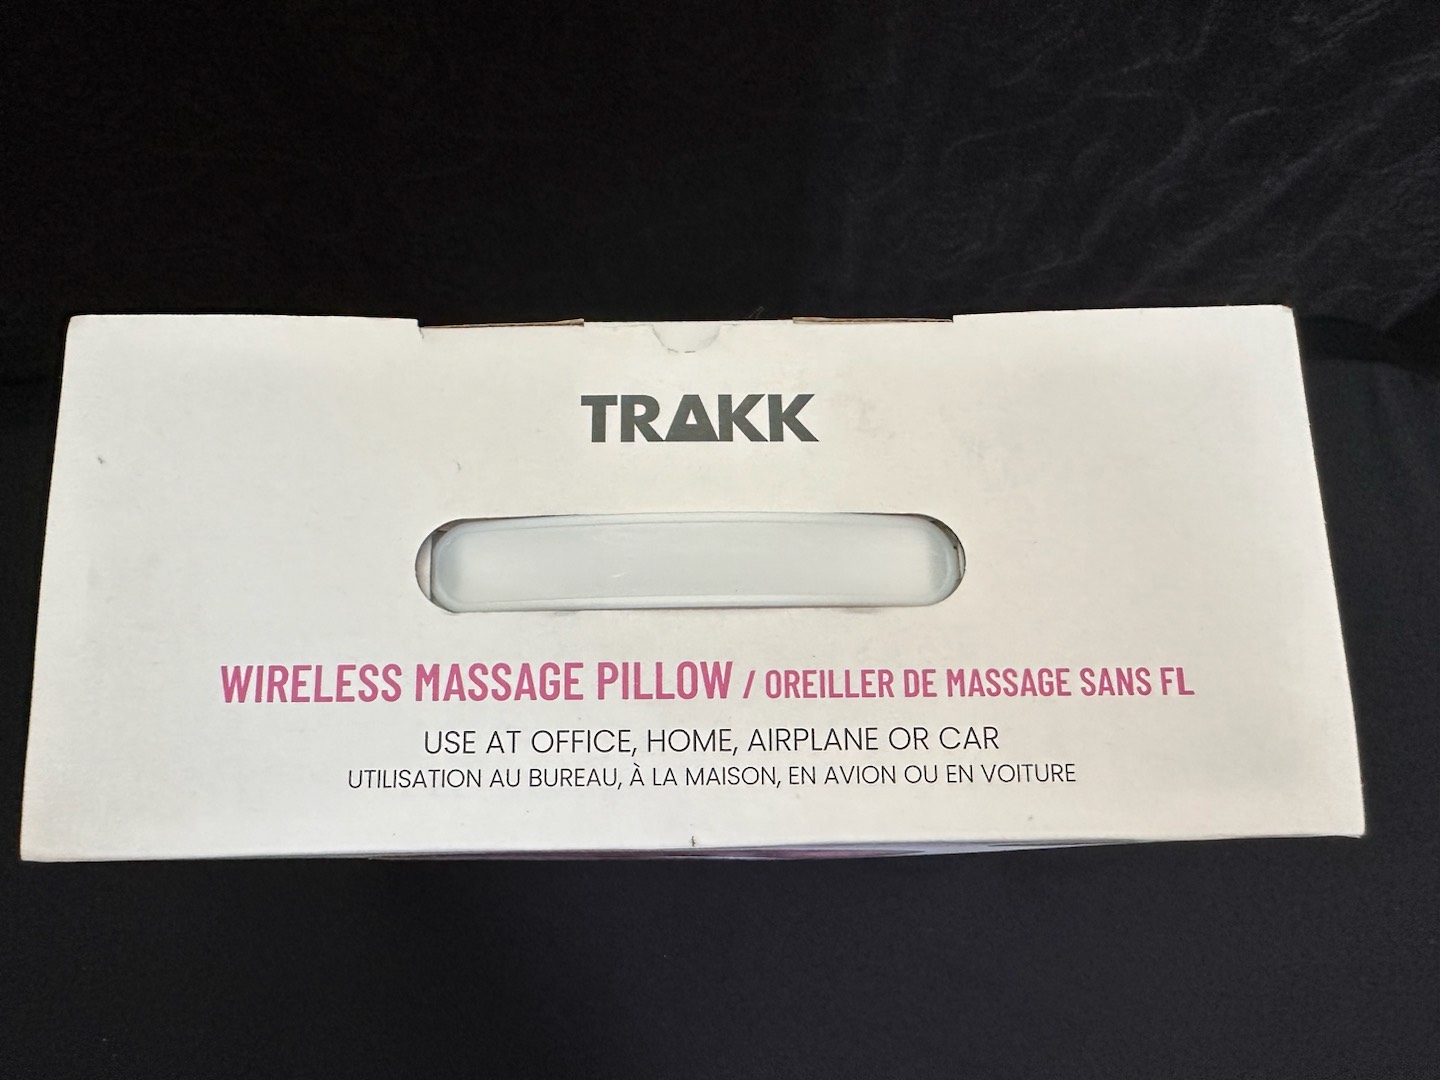 TRAKK
WIRELESS MASSAGE PILLOW / OREILLER DE MASSAGE SANS FL
USE AT OFFICE, HOME, AIRPLANE OR CAR
UTILISATION AU BUREAU, À LA MAISON, EN AVION OU EN VOITURE